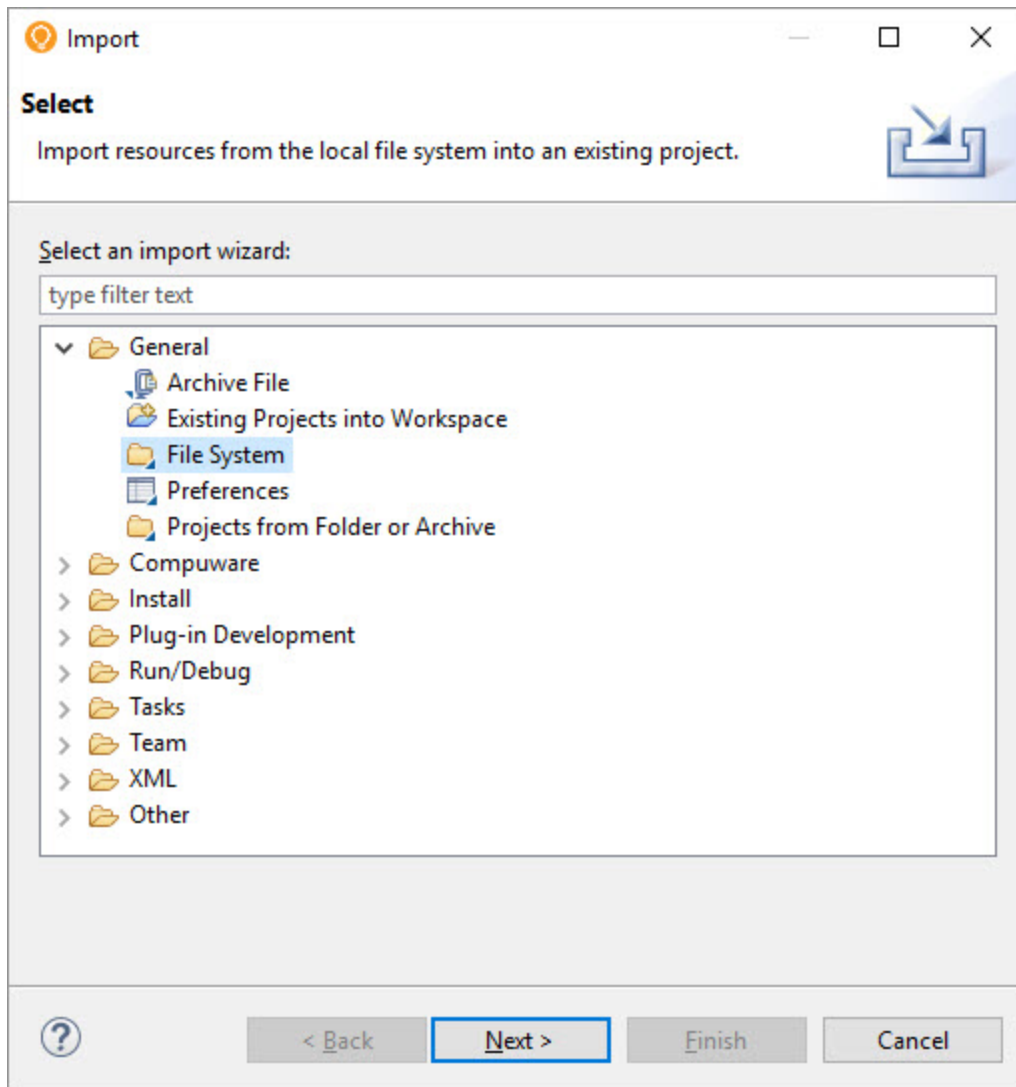 Import
Select
Import resources from the local file system into an existing project.
Select an import wizard:
type filter text
General
Archive File
Existing Projects into Workspace
File System
Preferences
Projects from Folder or Archive
Compuware
Install
Plug-in Development
Run/Debug
Tasks
Team
XML
Other
? < Back Next > Finish Cancel